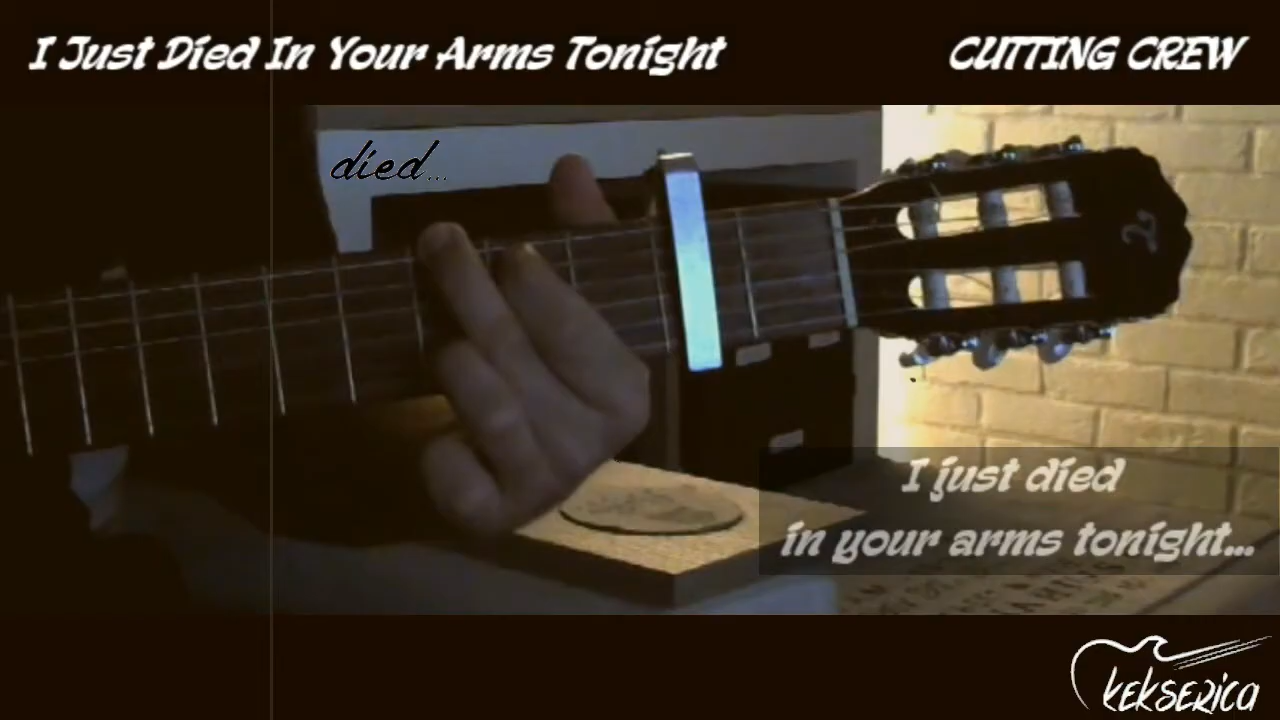 I Just Died In Your Arms Tonight
CUTTING CREW
died...
I just died
in your arms tonight...
KEKSERICA